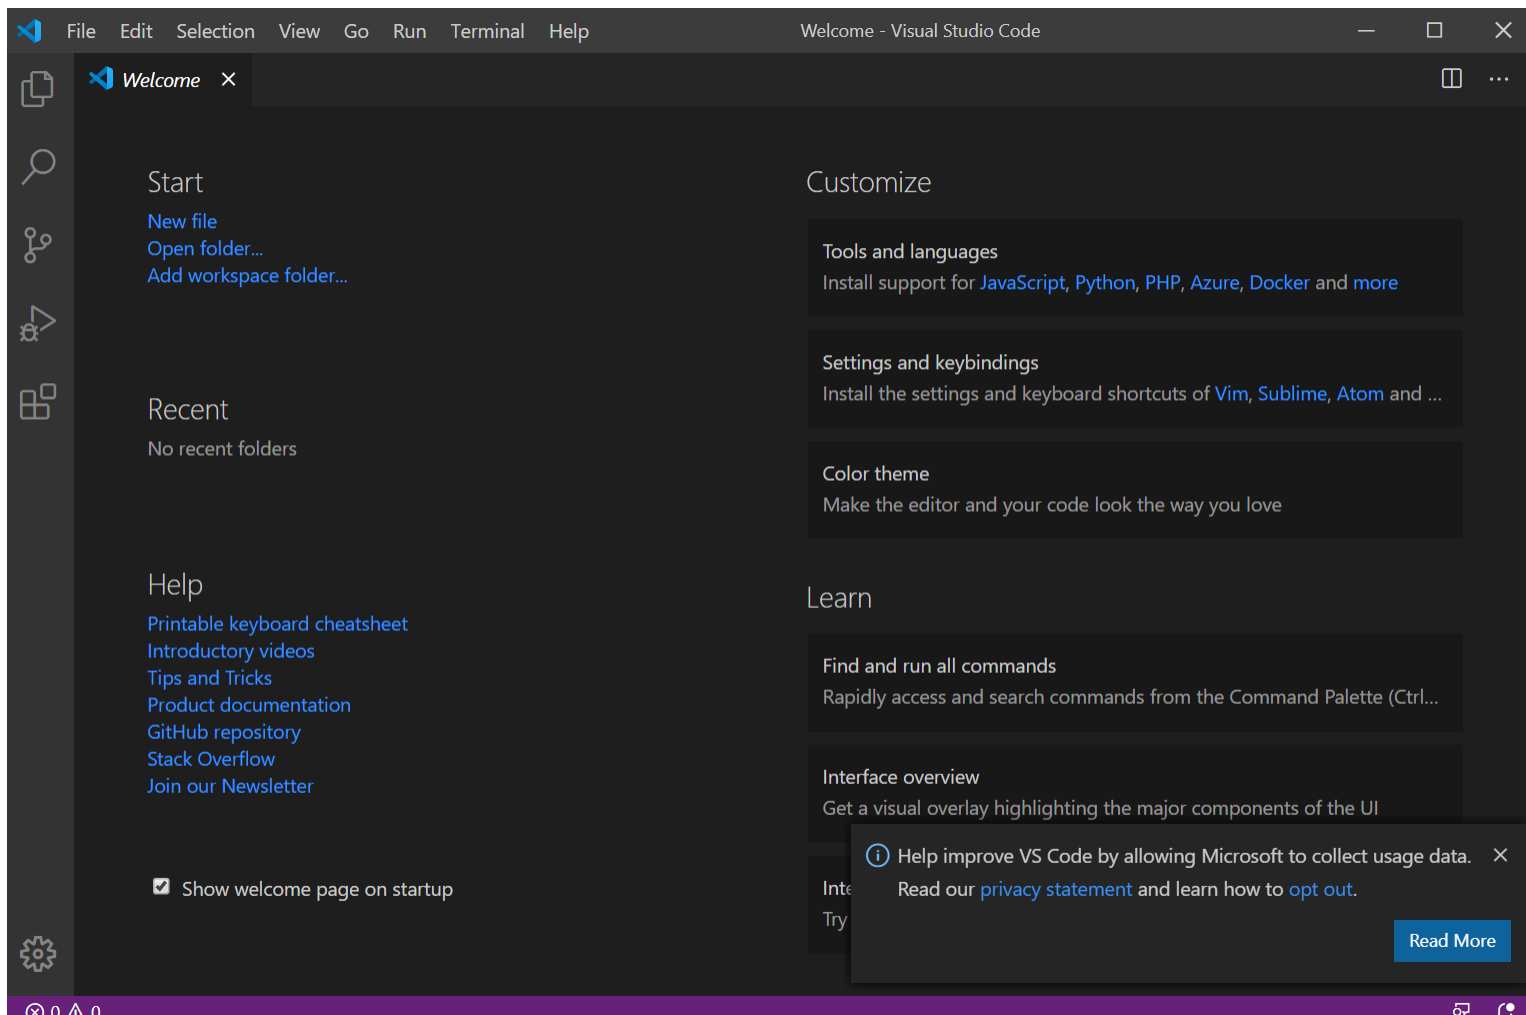 File Edit Selection View Go Run Terminal Help Welcome - Visual Studio Code
Welcome
Start
New file
Open folder...
Add workspace folder...
Recent
No recent folders
Help
Printable keyboard cheatsheet
Introductory videos
Tips and Tricks
Product documentation
GitHub repository
Stack Overflow
Join our Newsletter
Show welcome page on startup
Customize
Tools and languages
Install support for JavaScript, Python, PHP, Azure, Docker and more
Settings and keybindings
Install the settings and keyboard shortcuts of Vim, Sublime, Atom and ...
Color theme
Make the editor and your code look the way you love
Learn
Find and run all commands
Rapidly access and search commands from the Command Palette (Ctrl...
Interface overview
Get a visual overlay highlighting the major components of the UI
Inte
Try
Help improve VS Code by allowing Microsoft to collect usage data.
Read our privacy statement and learn how to opt out.
Read More
0 0